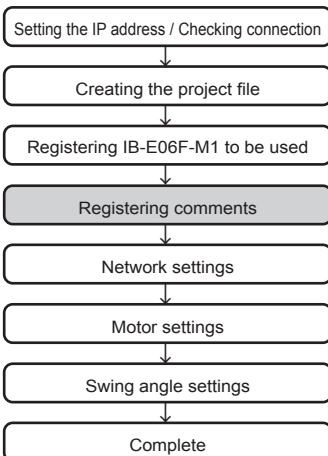 Setting the IP address / Checking connection
Creating the project file
Registering IB-E06F-M1 to be used
Registering comments
Network settings
Motor settings
Swing angle settings
Complete